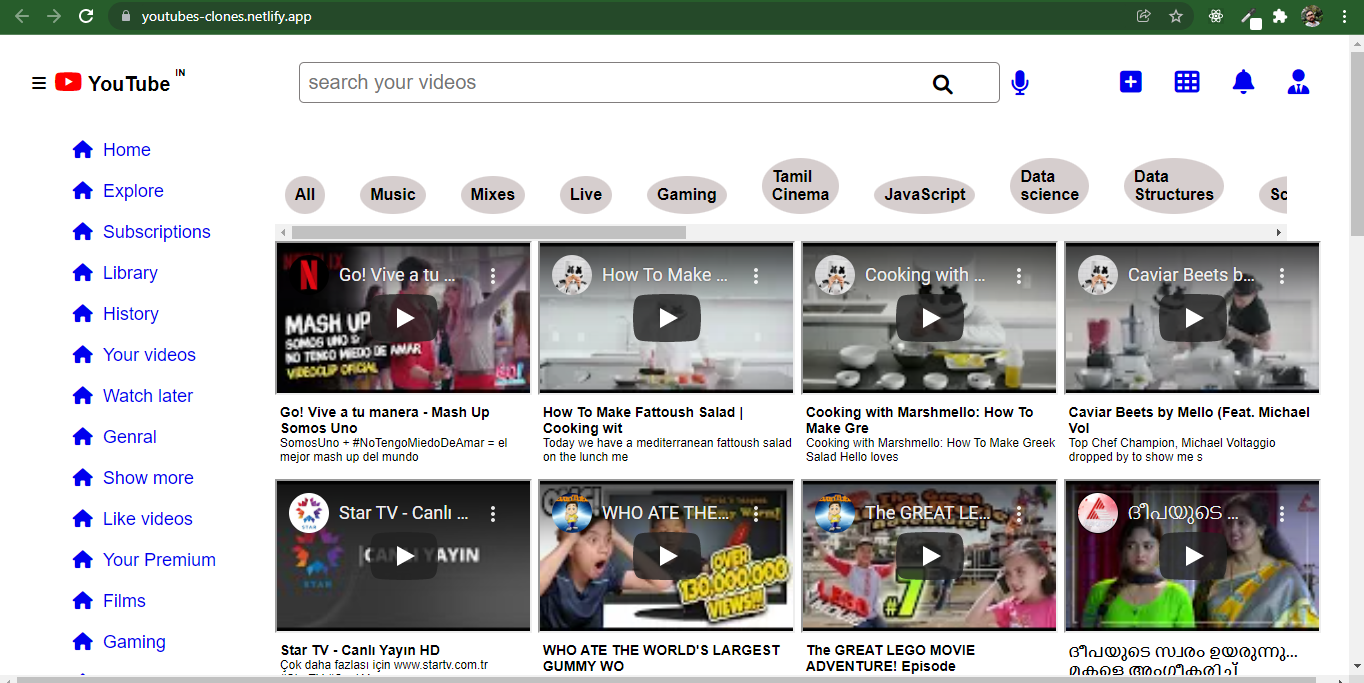 youtubes-clones.netlify.app
YouTube IN
search your videos
Home
Explore
Subscriptions
Library
History
Your videos
Watch later
Genral
Show more
Like videos
Your Premium
Films
Gaming
All
Music
Mixes
Live
Gaming
Tamil
Cinema
JavaScript
Data
science
Data
Structures
Sc
Go! Vive a tu ...
MASH UP
SOMOS UNO &
NO TENGO MIEDO DE AMAR
VIDEOCLIP OFICIAL
Go!
How To Make ...
Cooking with ...
Caviar Beets b...
Go! Vive a tu manera - Mash Up
Somos Uno
SomosUno + #NoTengoMiedoDeAmar = el
mejor mash up del mundo
How To Make Fattoush Salad |
Cooking wit
Today we have a mediterranean fattoush salad
on the lunch me
Cooking with Marshmello: How To
Make Gre
Cooking with Marshmello: How To Make Greek
Salad Hello loves
Caviar Beets by Mello (Feat. Michael
Vol
Top Chef Champion, Michael Voltaggio
dropped by to show me s
Star TV - Canlı ...
STAR
CANLI YAYIN
WHO ATE THE...
OVER
130,000,000
VIEWS!!!
The GREAT LE...
LEGO
MOVIE
#1
ദീപയുടെ ...
Star TV - Canlı Yayın HD
Çok daha fazlası için www.startv.com.tr
WHO ATE THE WORLD'S LARGEST
GUMMY WO
The GREAT LEGO MOVIE
ADVENTURE! Episode
ദീപയുടെ സ്വരം ഉയരുന്നു...
മകളെ അംഗീകരിച്ച്